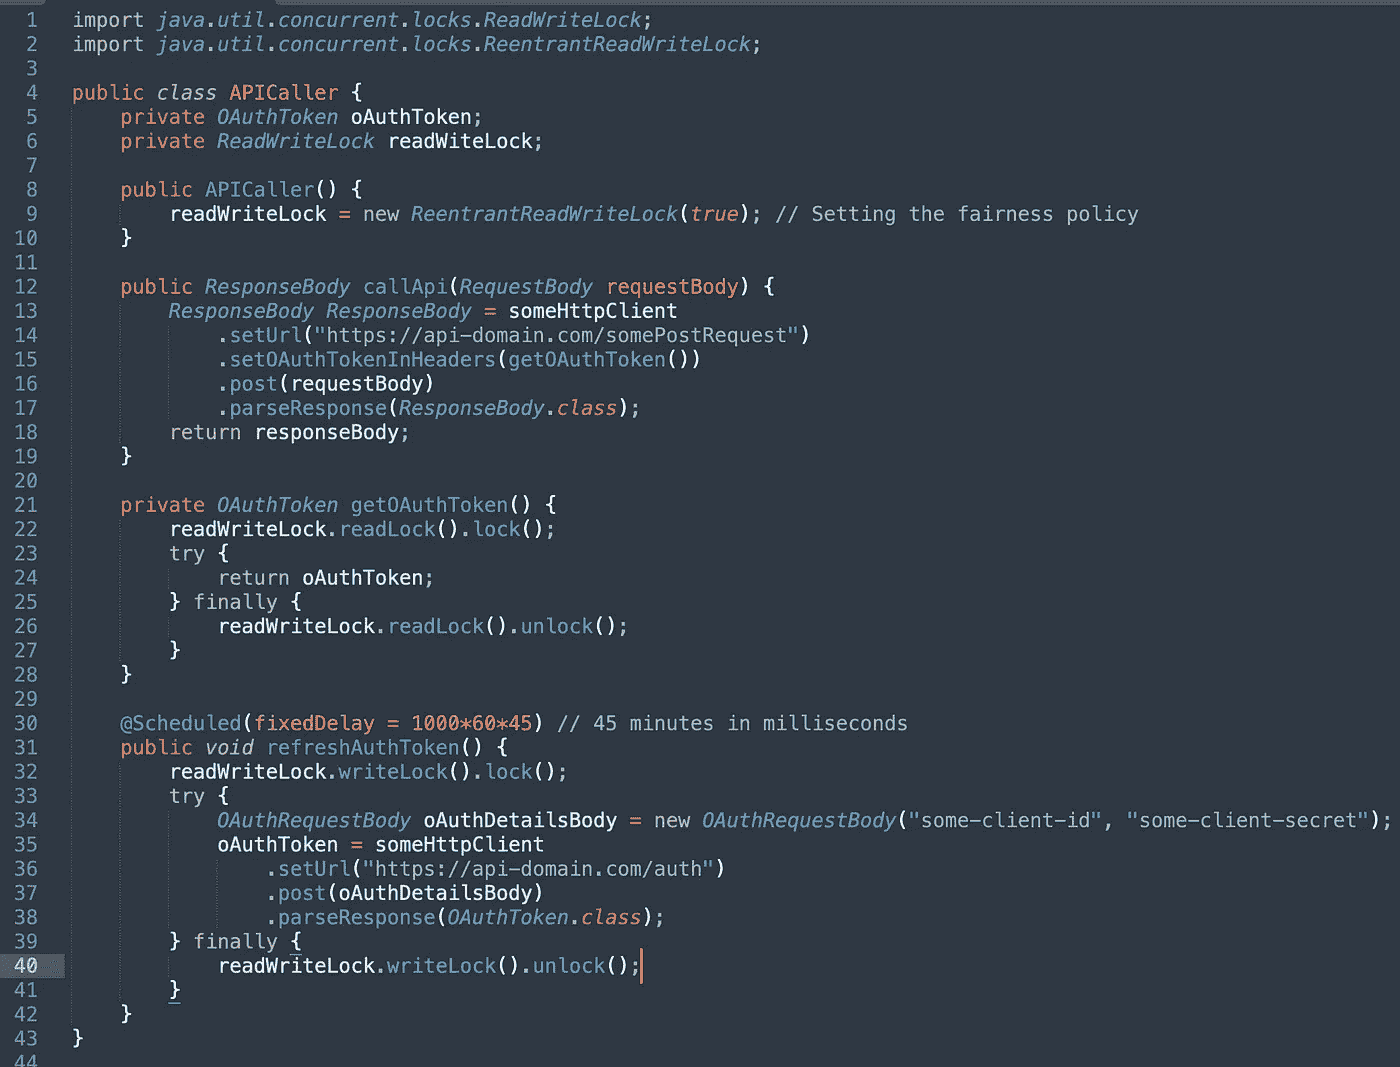 1 import java.util.concurrent.locks.ReadWriteLock;
2 import java.util.concurrent.locks.ReentrantReadWriteLock;
3
4 public class APICaller {
5 private OAuthToken oAuthToken;
6 private ReadWriteLock readWiteLock;
7
8 public APICaller() {
9 readWriteLock = new ReentrantReadWriteLock(true); // Setting the fairness policy
10 }
11
12 public ResponseBody callApi(RequestBody requestBody) {
13 ResponseBody ResponseBody = someHttpClient
14 .setUrl("https://api-domain.com/somePostRequest")
15 .setOAuthTokenInHeaders(getOAuthToken())
16 .post(requestBody)
17 .parseResponse(ResponseBody.class);
18 return responseBody;
19 }
20
21 private OAuthToken getOAuthToken() {
22 readWriteLock.readLock().lock();
23 try {
24 return oAuthToken;
25 } finally {
26 readWriteLock.readLock().unlock();
27 }
28 }
29
30 @Scheduled(fixedDelay = 1000*60*45) // 45 minutes in milliseconds
31 public void refreshAuthToken() {
32 readWriteLock.writeLock().lock();
33 try {
34 OAuthRequestBody oAuthDetailsBody = new OAuthRequestBody("some-client-id", "some-client-secret");
35 oAuthToken = someHttpClient
36 .setUrl("https://api-domain.com/auth")
37 .post(oAuthDetailsBody)
38 .parseResponse(OAuthToken.class);
39 } finally {
40 readWriteLock.writeLock().unlock();
41 }
42 }
43 }
44